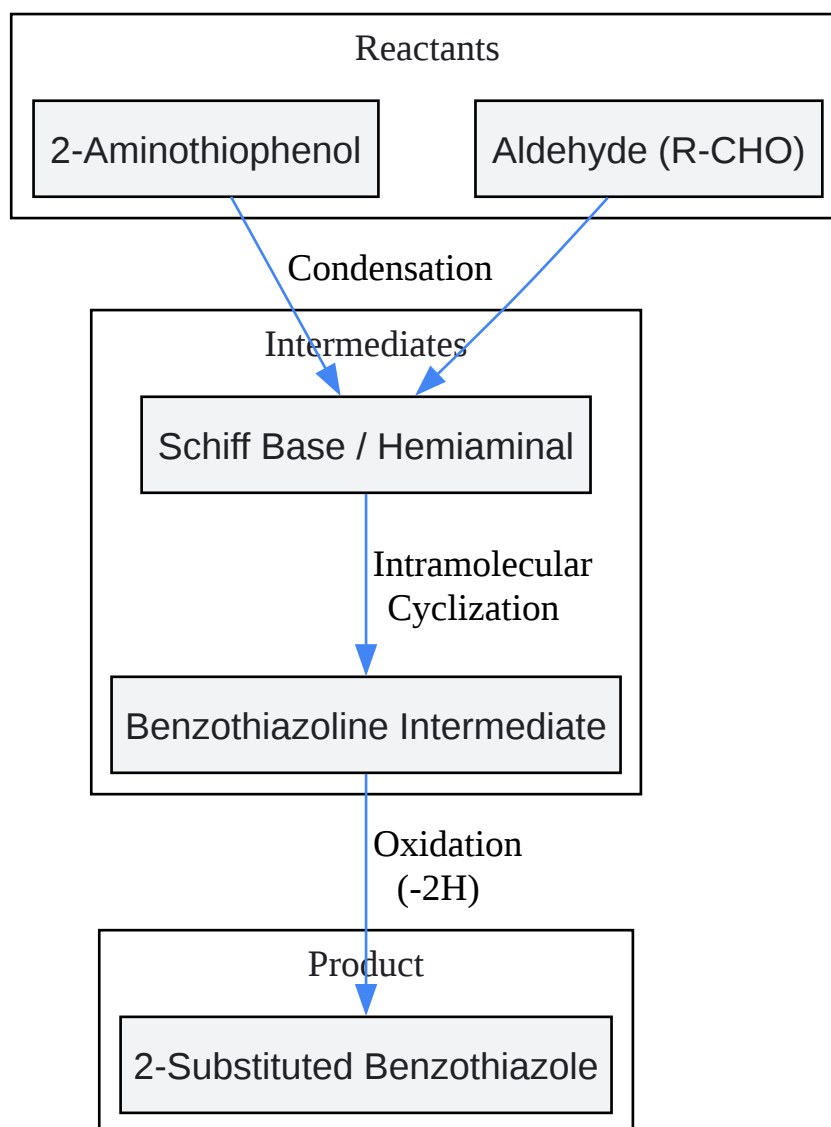 Reactants
2-Aminothiophenol
Aldehyde (R-CHO)
Condensation
Intermediates
Schiff Base / Hemiaminal
Intramolecular
Cyclization
Benzothiazoline Intermediate
Oxidation
(-2H)
Product
2-Substituted Benzothiazole